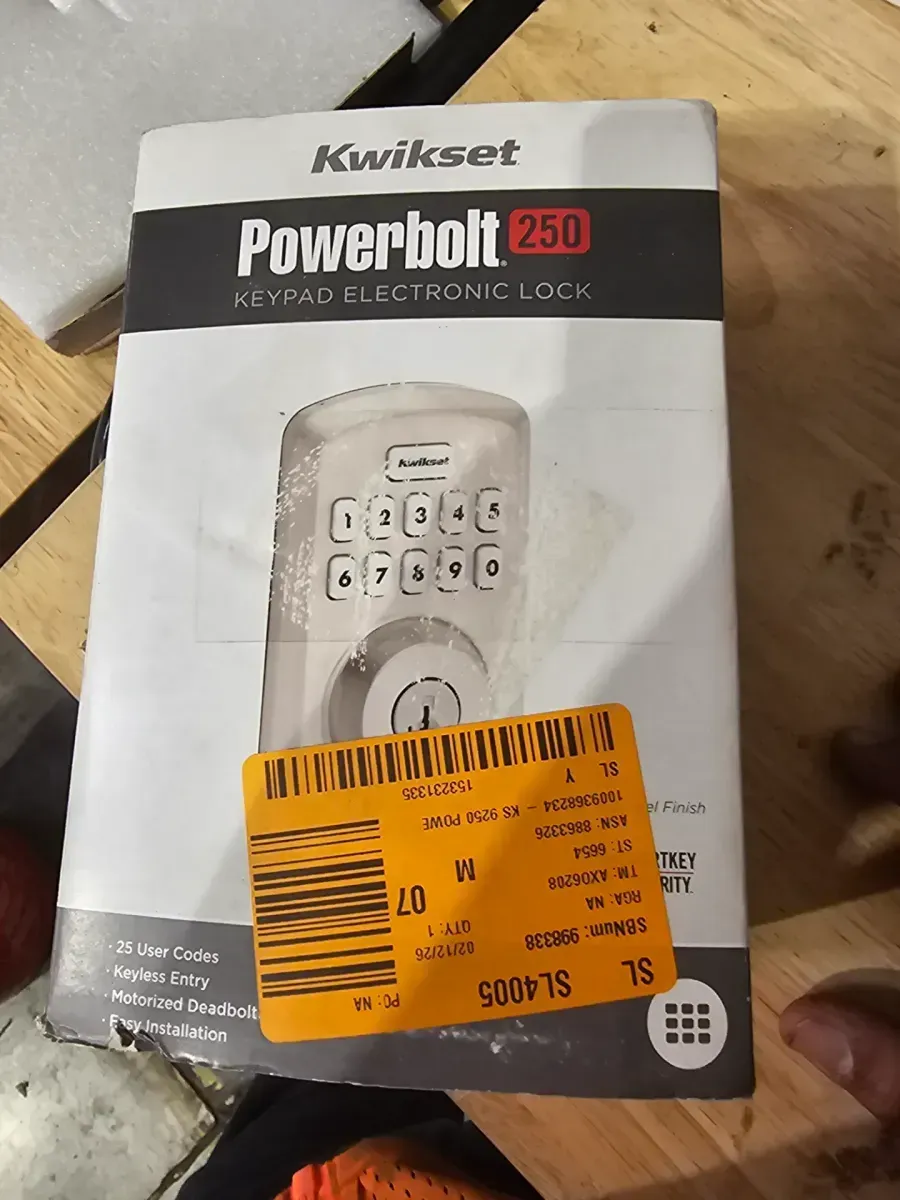 Kwikset
Powerbolt. 250
KEYPAD ELECTRONIC LOCK
Kwikset
1 2 3 4 5
6 7 8 9 0
el Finish
RTKEY
RITY
· 25 User Codes
· Keyless Entry
· Motorized Deadbolt
· Easy Installation
SL SL4005 PO: NA
SBNum: 998338 02/12/26
RGA: NA QTY: 1
TM: AX06208 M 07
ST: 6654
ASN: 8863326
1009368234 - KS 9250 POWE
SL Y 153231335